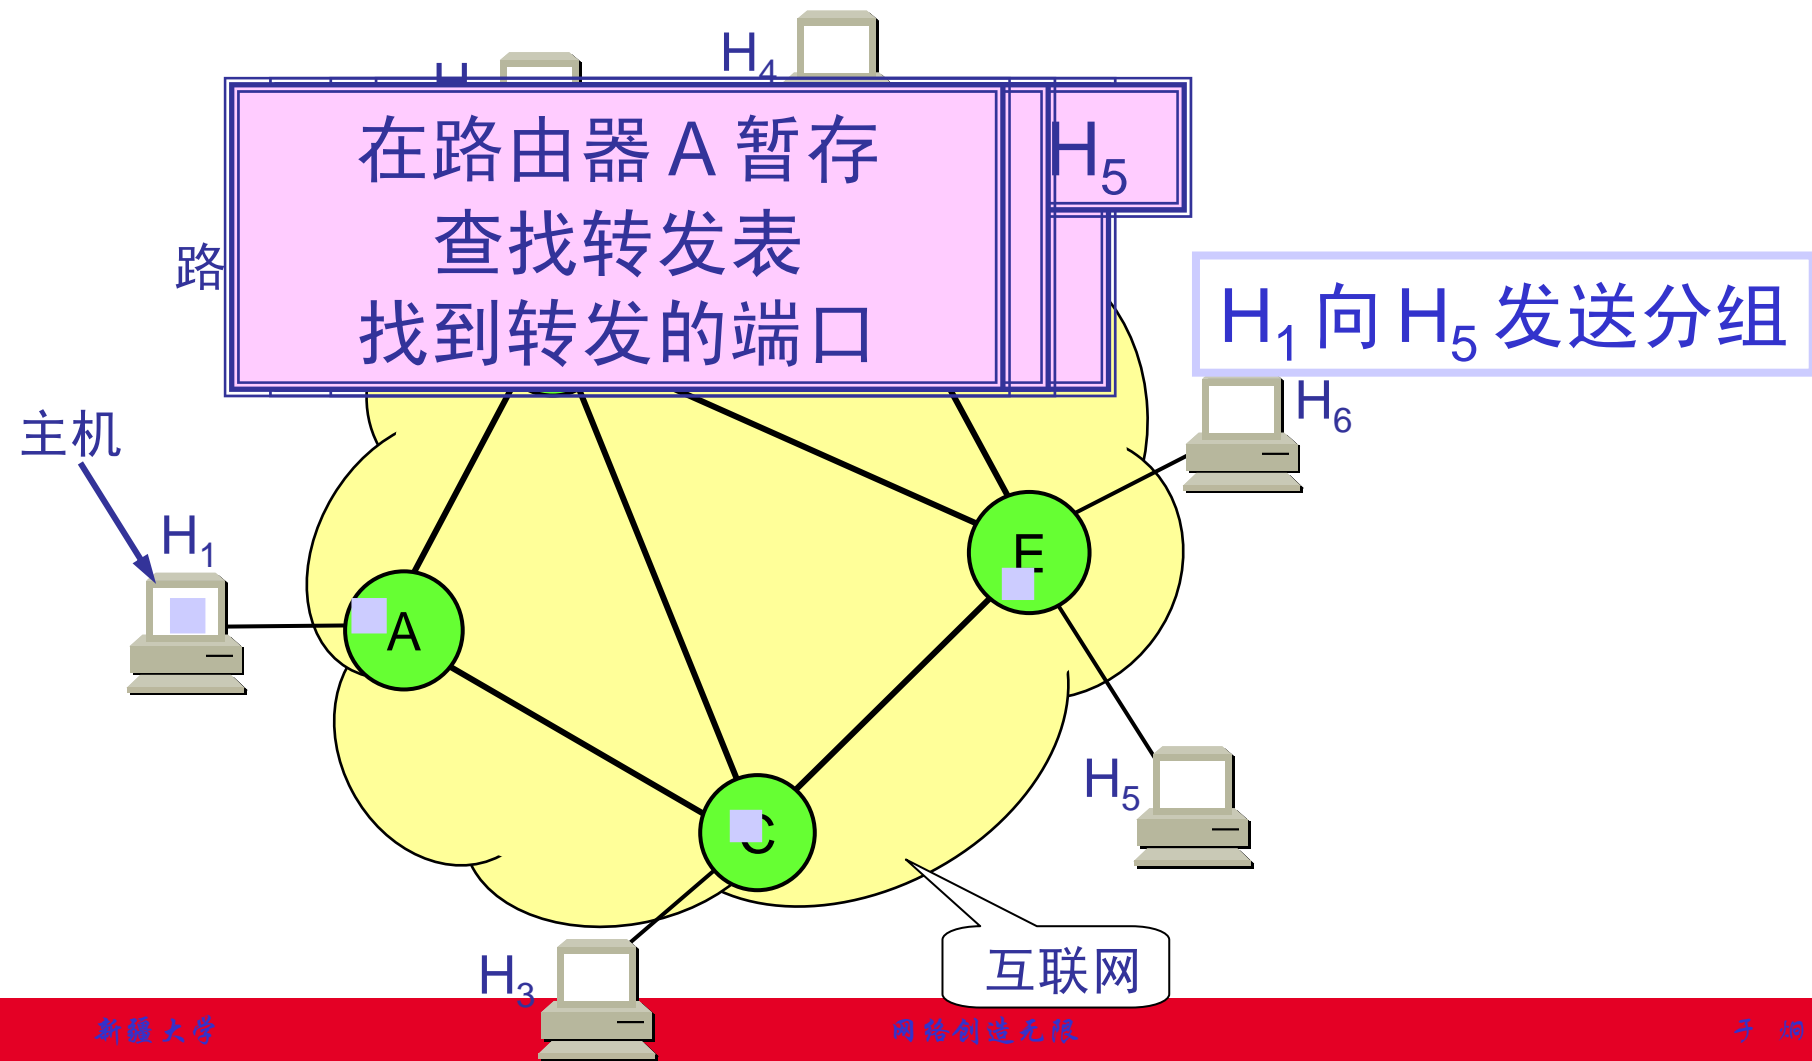 H4
在路由器 A 暂存
H5
查找转发表
路
找到转发的端口
H1 向 H5 发送分组
H6
主机
H1
E
A
H5
C
互联网
H3
新疆大学
网络创造无限
于 炯